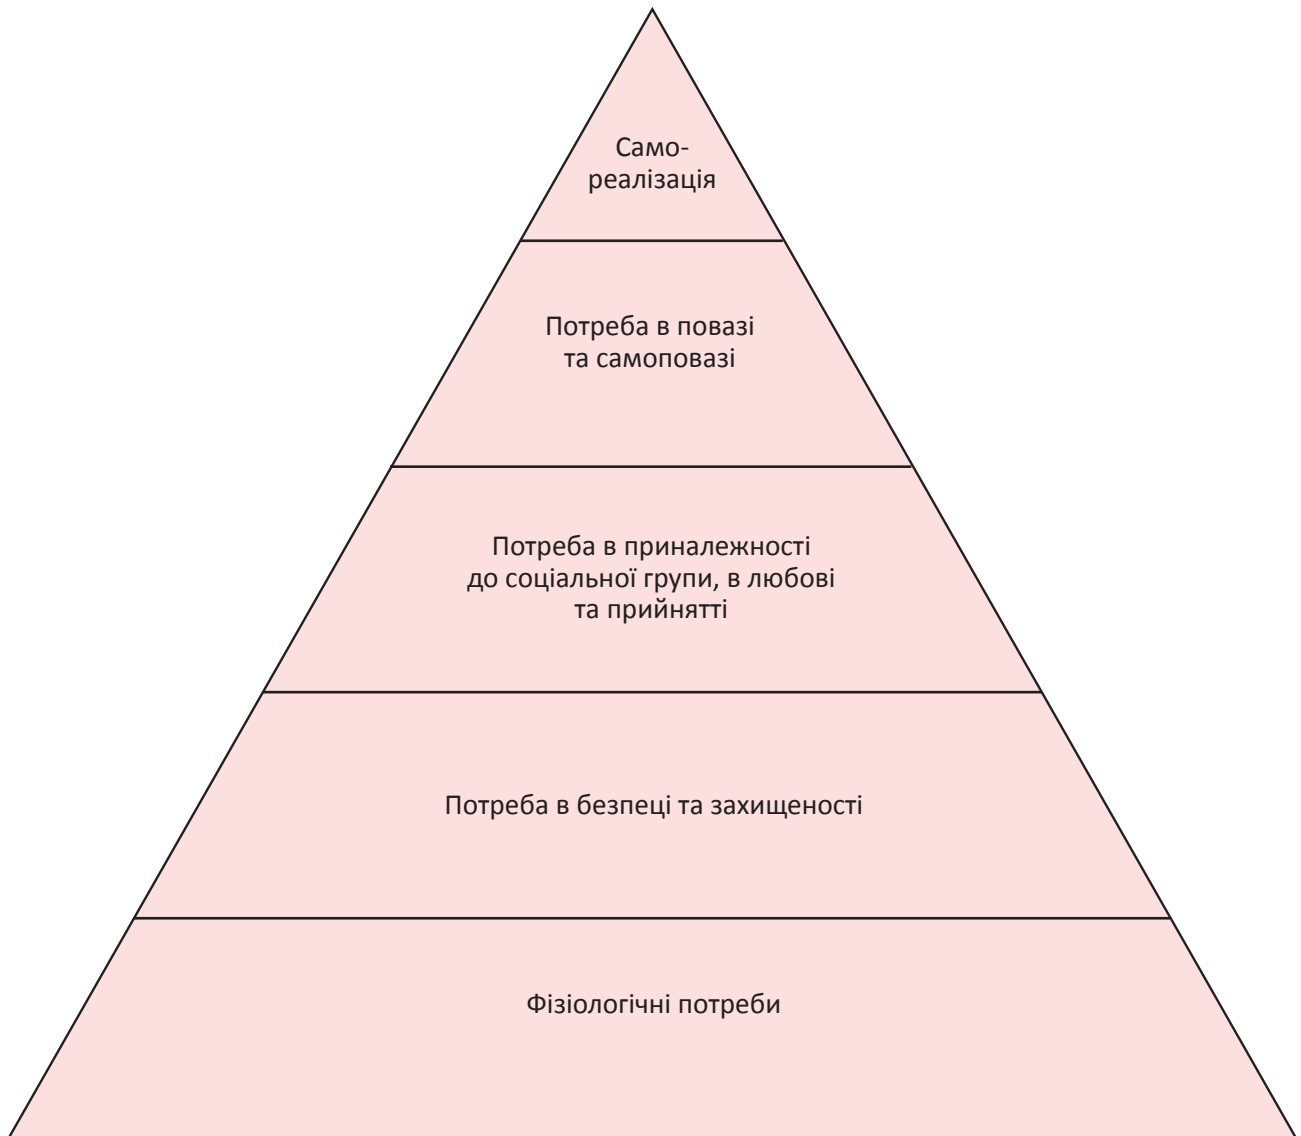 Само-
реалізація
Потреба в повазі
та самоповазі
Потреба в приналежності
до соціальної групи, в любові
та прийнятті
Потреба в безпеці та захищеності
Фізіологічні потреби